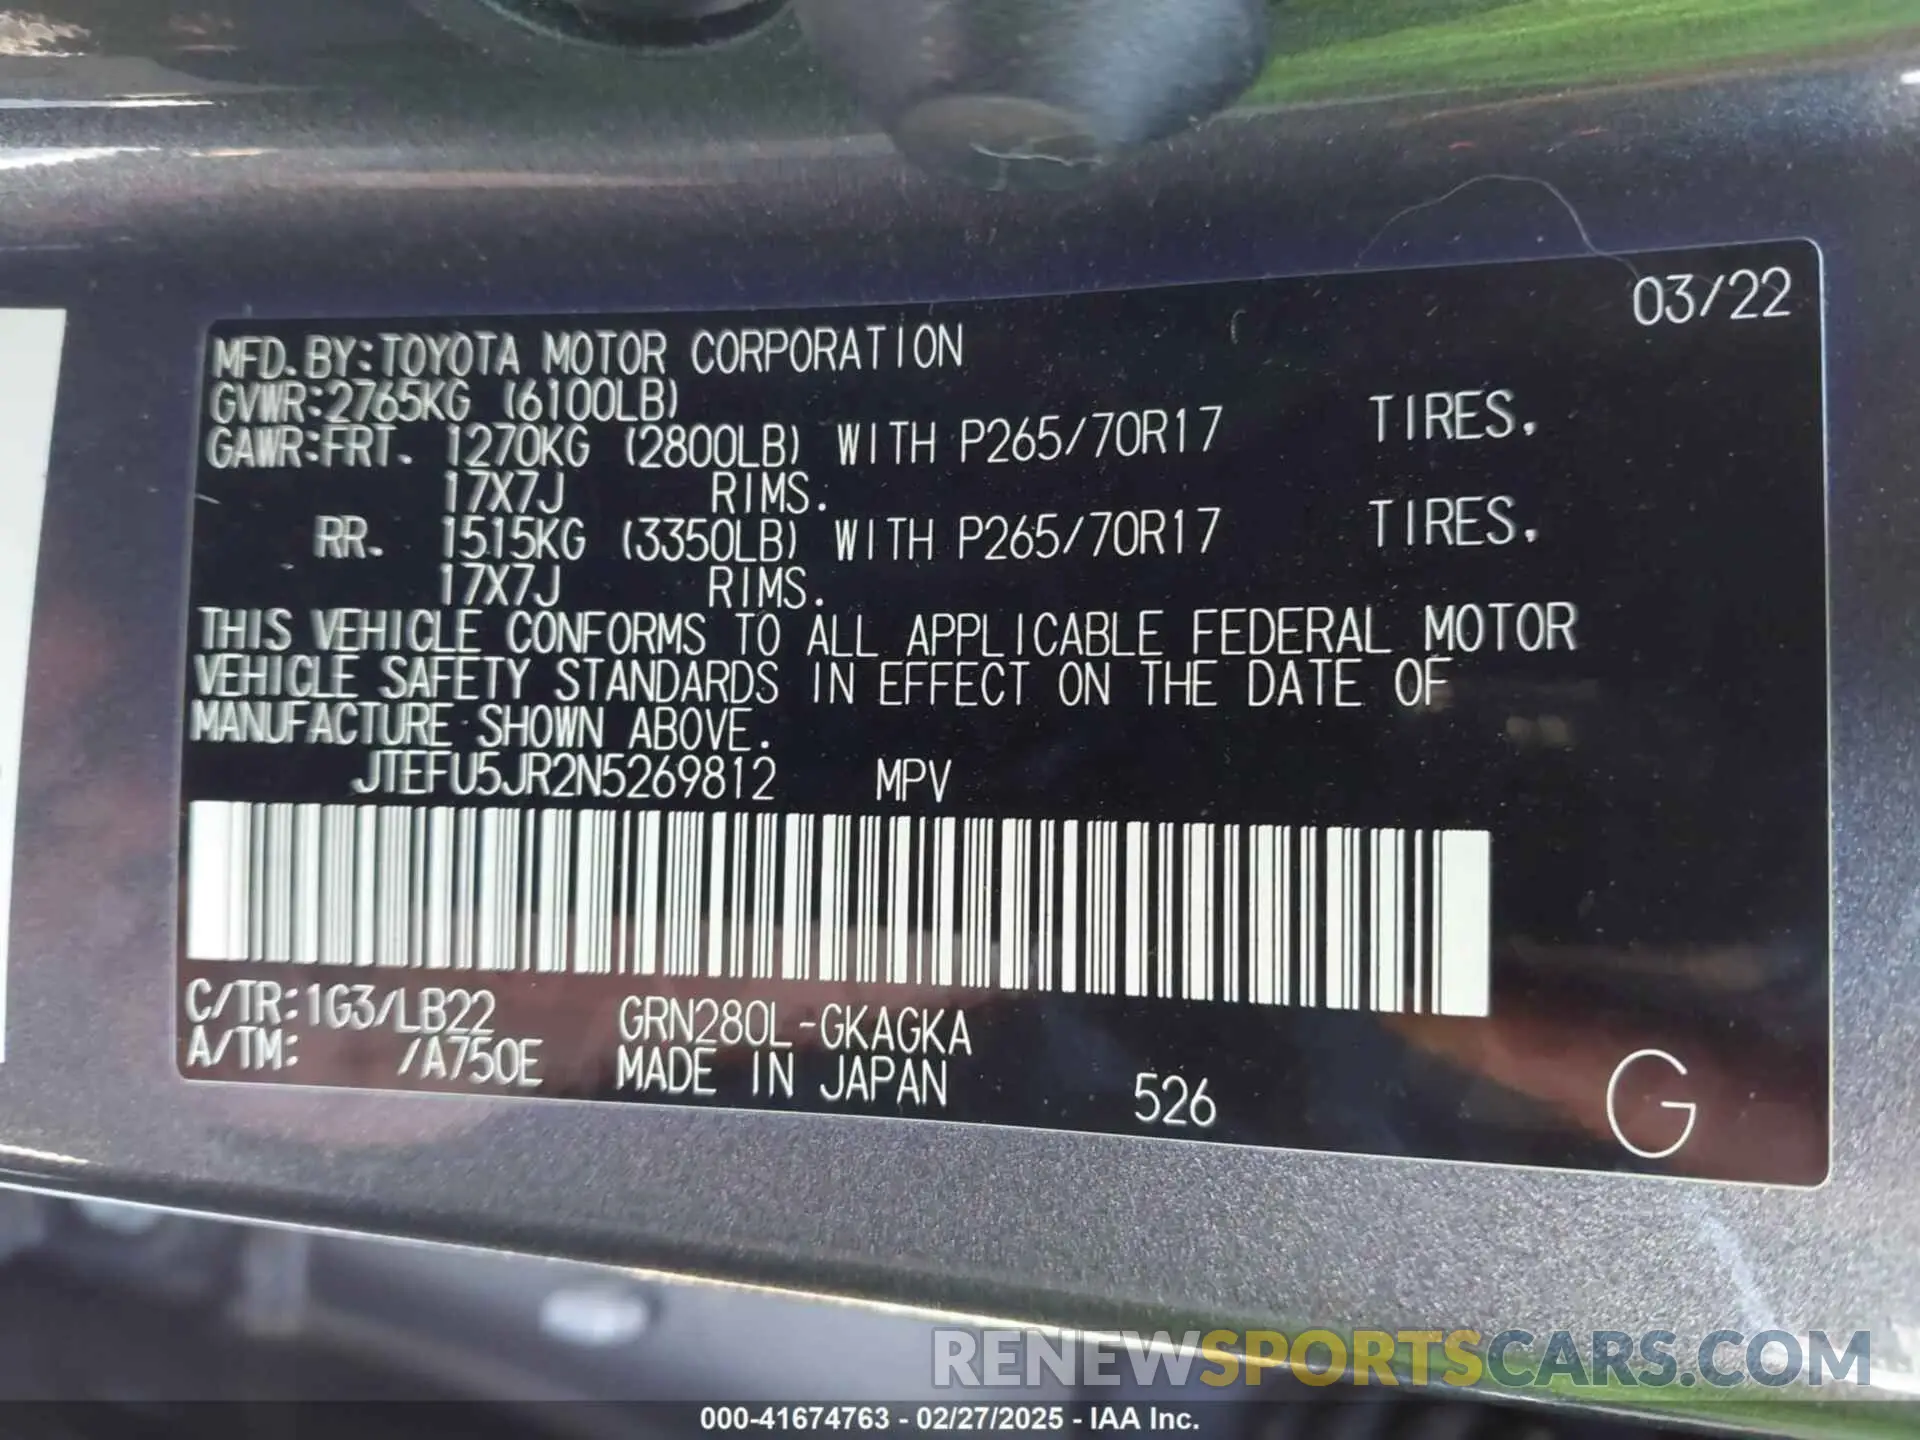 03/22
MFD.BY:TOYOTA MOTOR CORPORATION
GVWR:2765KG (6100LB)
GAWR:FRT. 1270KG (2800LB) WITH P265/70R17 TIRES.
17X7J RIMS.
RR. 1515KG (3350LB) WITH P265/70R17 TIRES.
17X7J RIMS.
THIS VEHICLE CONFORMS TO ALL APPLICABLE FEDERAL MOTOR
VEHICLE SAFETY STANDARDS IN EFFECT ON THE DATE OF
MANUFACTURE SHOWN ABOVE.
JTEFU5JR2N5269812 MPV
C/TR:1G3/LB22 GRN280L-GKAGKA
A/TM: /A750E MADE IN JAPAN 526 G
RENEWSPORTSCARS.COM
000-41674763 - 02/27/2025 - IAA Inc.